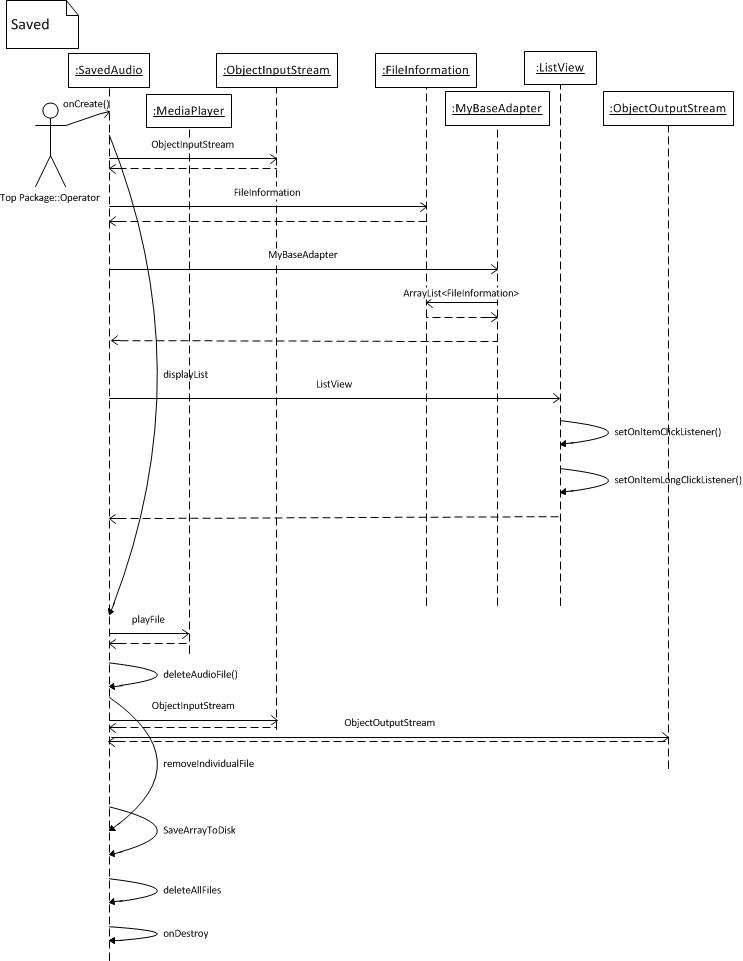 Saved
:SavedAudio
:ObjectInputStream
:FileInformation
:ListView
:MediaPlayer
:MyBaseAdapter
:ObjectOutputStream
onCreate()
Top Package::Operator
ObjectInputStream
FileInformation
MyBaseAdapter
ArrayList<FileInformation>
displayList
ListView
setOnItemClickListener()
setOnItemLongClickListener()
playFile
deleteAudioFile()
ObjectInputStream
ObjectOutputStream
removeIndividualFile
SaveArrayToDisk
deleteAllFiles
onDestroy